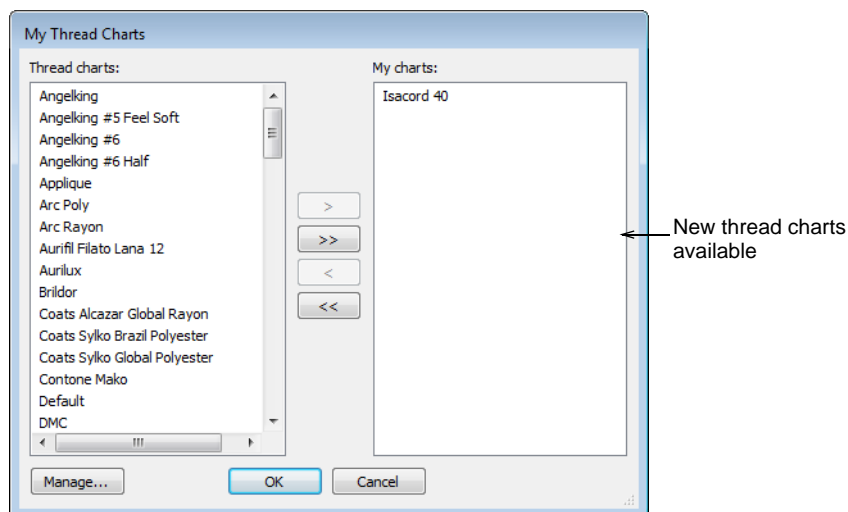 My Thread Charts
Thread charts:
Angelking
Angelking #5 Feel Soft
Angelking #6
Angelking #6 Half
Applique
Arc Poly
Arc Rayon
Aurifil Filato Lana 12
Aurilux
Brildor
Coats Alcazar Global Rayon
Coats Sylko Brazil Polyester
Coats Sylko Global Polyester
Contone Mako
Default
DMC
>
>>
<
<<
My charts:
Isacord 40
New thread charts
available
Manage...
OK
Cancel